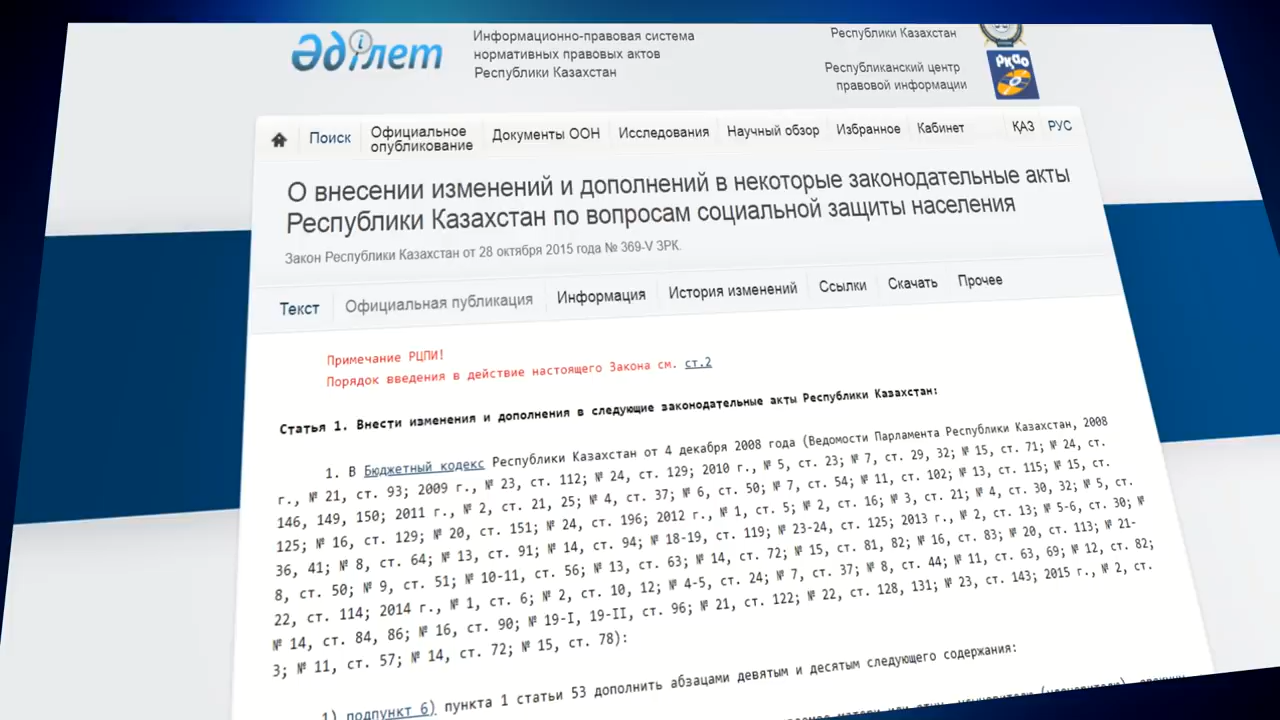 Әділет
Информационно-правовая система
нормативных правовых актов
Республики Казахстан
Республики Казахстан
Республиканский центр
правовой информации
РҚАО
Поиск
Официальное
опубликование
Документы ООН
Исследования
Научный обзор
Избранное
Кабинет
ҚАЗ
РУС
О внесении изменений и дополнений в некоторые законодательные акты
Республики Казахстан по вопросам социальной защиты населения
Закон Республики Казахстан от 28 октября 2015 года № 369-V ЗРК.
Текст
Официальная публикация
Информация
История изменений
Ссылки
Скачать
Прочее
Примечание РЦПИ!
Порядок введения в действие настоящего Закона см. ст.2
Статья 1. Внести изменения и дополнения в следующие законодательные акты Республики Казахстан:
1. В Бюджетный кодекс Республики Казахстан от 4 декабря 2008 года (Ведомости Парламента Республики Казахстан, 2008
г., № 21, ст. 93; 2009 г., № 23, ст. 112; № 24, ст. 129; 2010 г., № 5, ст. 23; № 7, ст. 29, 32; № 15, ст. 71; № 24, ст.
146, 149, 150; 2011 г., № 2, ст. 21, 25; № 4, ст. 37; № 6, ст. 50; № 7, ст. 54; № 11, ст. 102; № 13, ст. 115; № 15, ст.
125; № 16, ст. 129; № 20, ст. 151; № 24, ст. 196; 2012 г., № 1, ст. 5; № 2, ст. 16; № 3, ст. 21; № 4, ст. 30, 32; № 5, ст.
36, 41; № 8, ст. 64; № 13, ст. 91; № 14, ст. 94; № 18-19, ст. 119; № 23-24, ст. 125; 2013 г., № 2, ст. 13; № 5-6, ст. 30; №
8, ст. 50; № 9, ст. 51; № 10-11, ст. 56; № 13, ст. 63; № 14, ст. 72; № 15, ст. 81, 82; № 16, ст. 83; № 20, ст. 113; № 21-
22, ст. 114; 2014 г., № 1, ст. 6; № 2, ст. 10, 12; № 4-5, ст. 24; № 7, ст. 37; № 8, ст. 44; № 11, ст. 63, 69; № 12, ст. 82;
№ 14, ст. 84, 86; № 16, ст. 90; № 19-I, 19-II, ст. 96; № 21, ст. 122; № 22, ст. 128, 131; № 23, ст. 143; 2015 г., № 2, ст.
3; № 11, ст. 57; № 14, ст. 72; № 15, ст. 78):
1) подпункт 6) пункта 1 статьи 53 дополнить абзацами девятым и десятым следующего содержания: